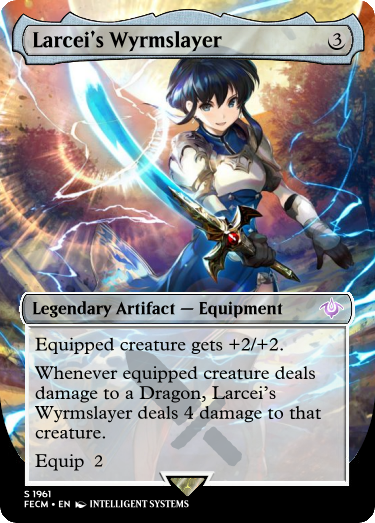 Larcei's Wyrmslayer 3
Legendary Artifact — Equipment
Equipped creature gets +2/+2.
Whenever equipped creature deals
damage to a Dragon, Larcei's
Wyrmslayer deals 4 damage to that
creature.
Equip 2
S 1961
FECM • EN INTELLIGENT SYSTEMS